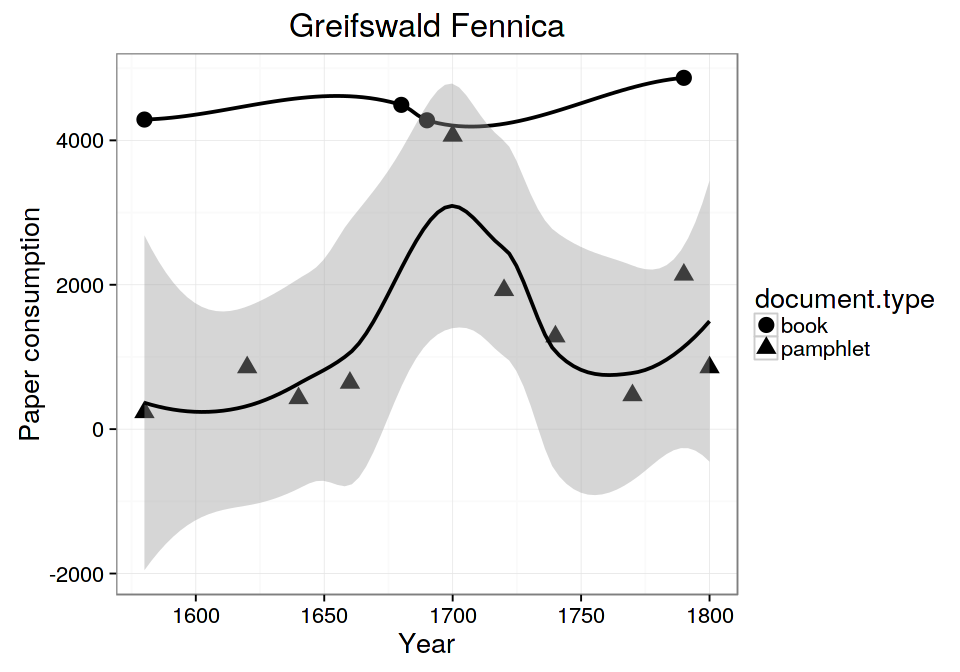 Greifswald Fennica
Paper consumption
4000
2000
0
-2000
1600 1650 1700 1750 1800
Year
document.type
book
pamphlet